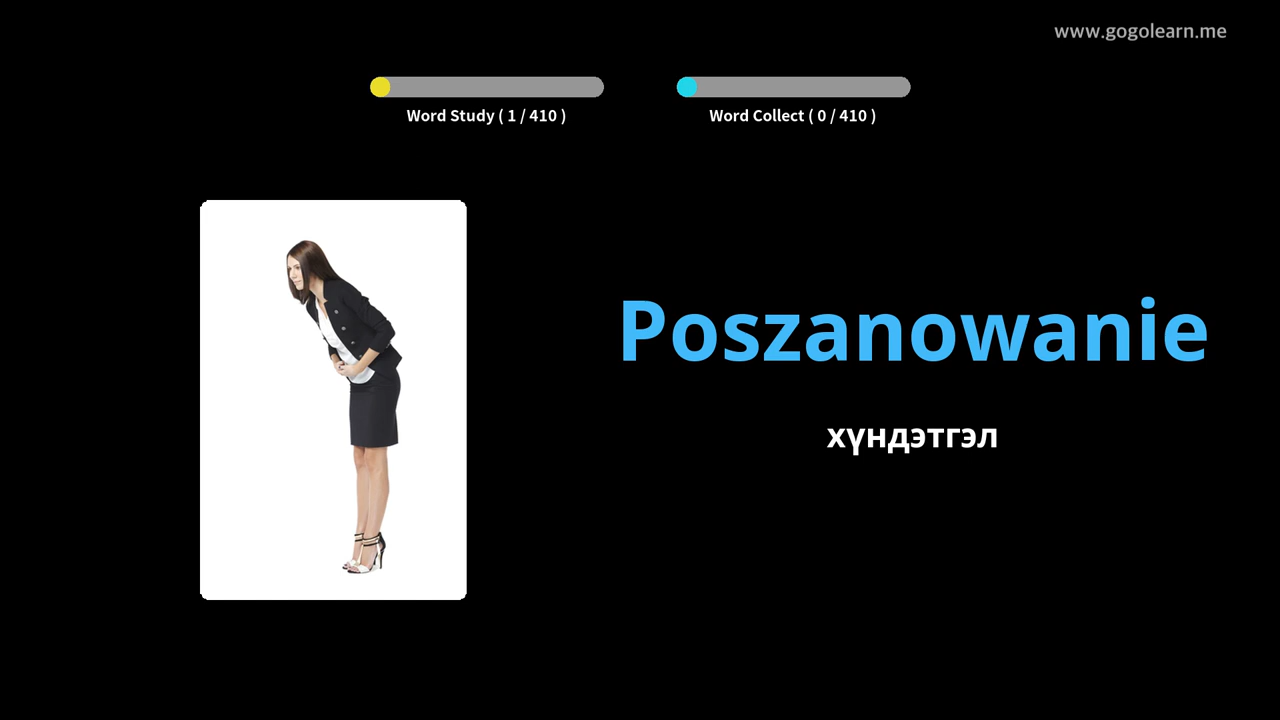 www.gogolearn.me
Word Study ( 1 / 410 )
Word Collect ( 0 / 410 )
Poszanowanie
хүндэтгэл